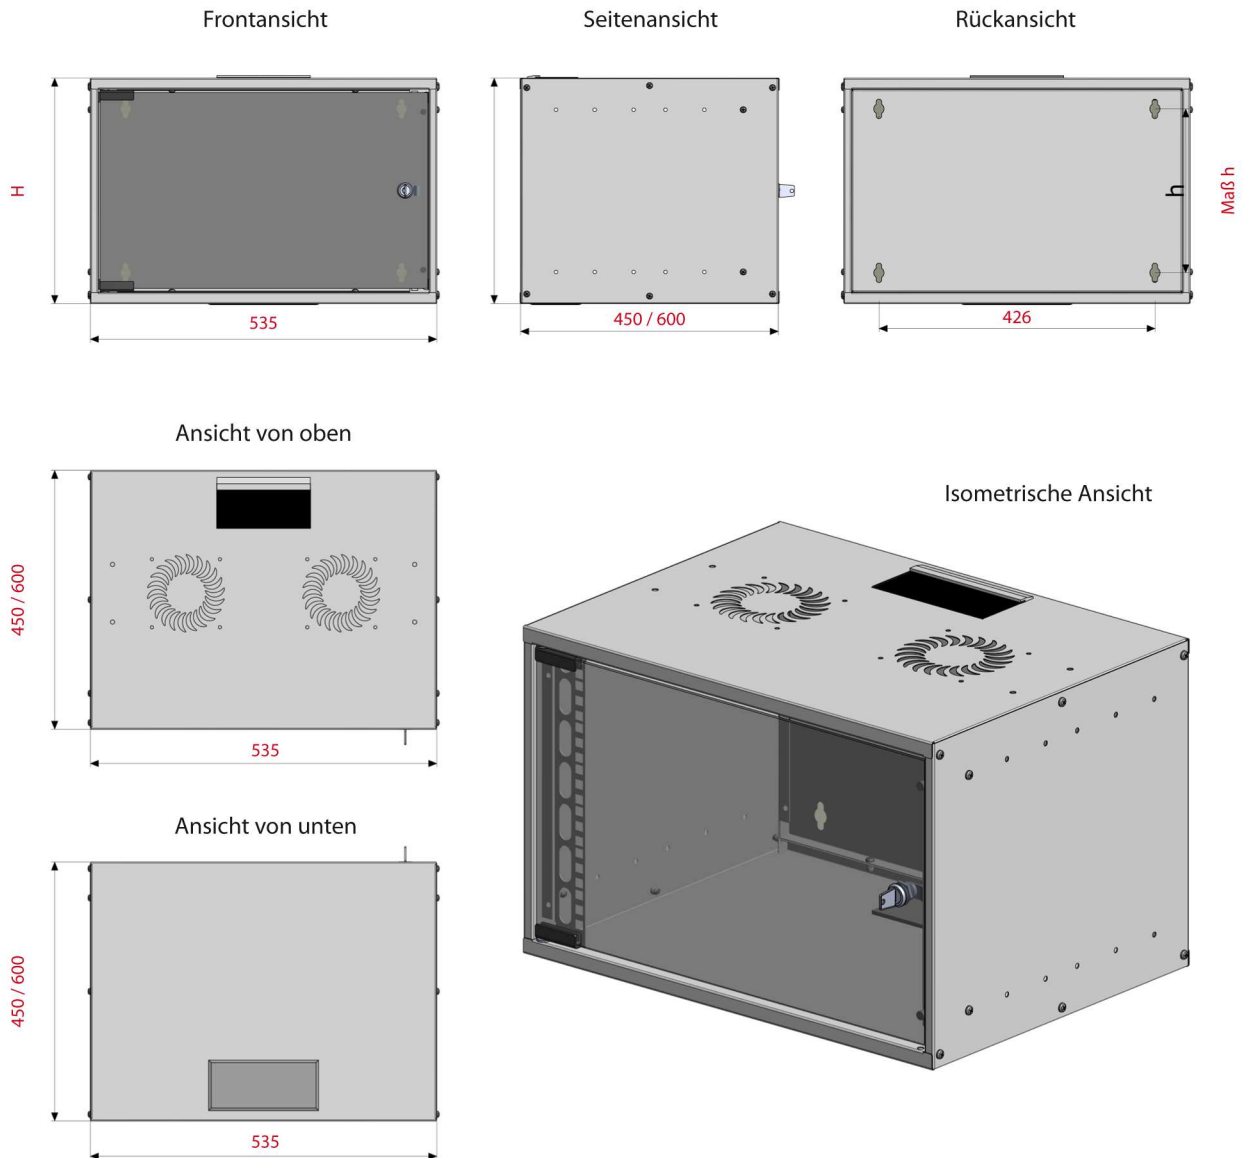 Frontansicht
Seitenansicht
Rückansicht
H
535
450 / 600
426
h
Maß h
Ansicht von oben
450 / 600
535
Isometrische Ansicht
Ansicht von unten
450 / 600
535